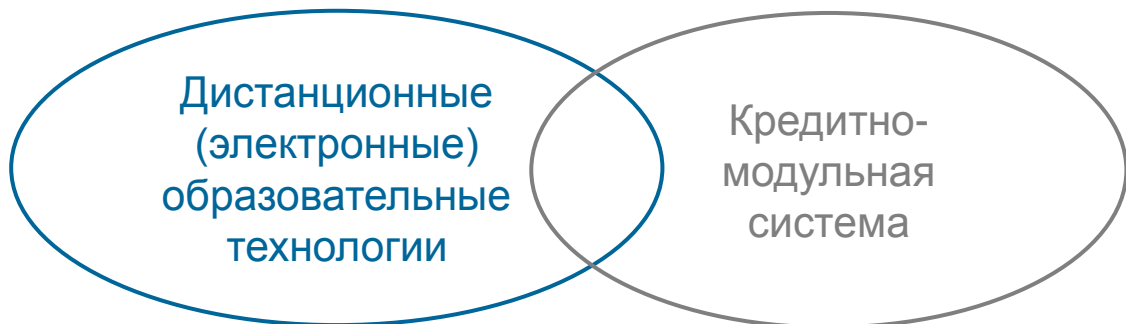 Дистанционные
(электронные)
образовательные
технологии
Кредитно-
модульная
система